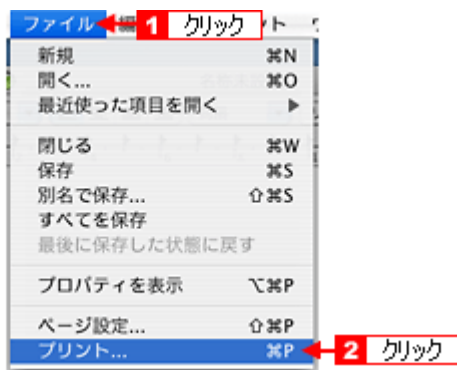 ファイル 1 クリック ント
新規 ⌘N
開く... ⌘O
最近使った項目を開く ▶
閉じる ⌘W
保存 ⌘S
別名で保存... ⇧⌘S
すべてを保存
最後に保存した状態に戻す
プロパティを表示 ⌥⌘P
ページ設定... ⇧⌘P
プリント... ⌘P 2 クリック